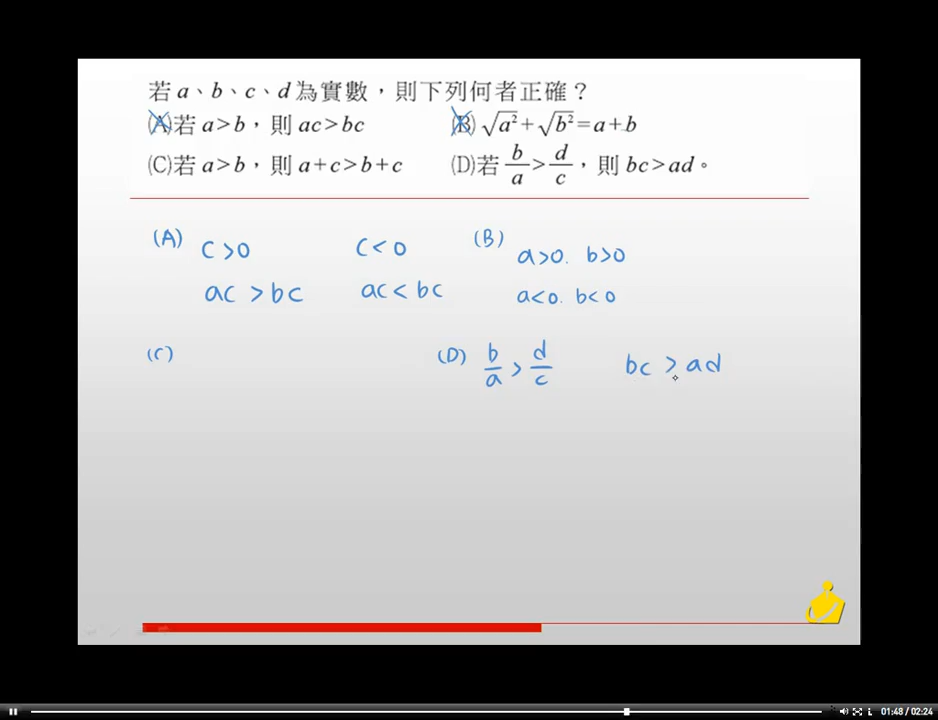 若 a、b、c、d 為實數，則下列何者正確？
(A)若 a>b，則 ac>bc (B) √a² + √b² = a+b
(C)若 a>b，則 a+c>b+c (D)若 b/a > d/c，則 bc>ad。
(A) c>0 c<0 (B) a>0. b>0
ac >bc ac< bc a<0. b<0
(C) (D) b/a > d/c bc > ad
01:48 / 02:24